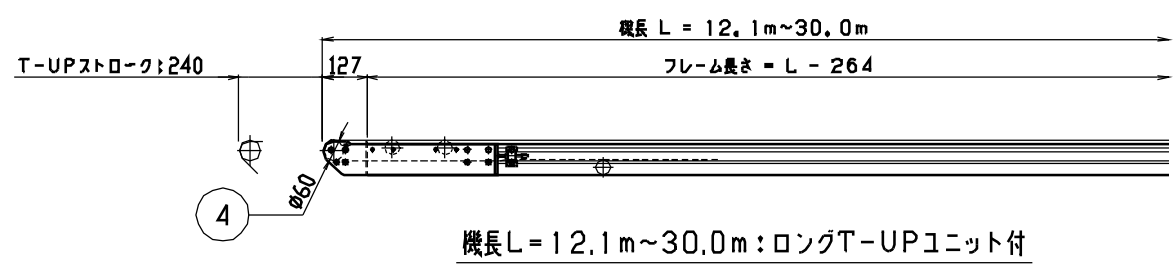 機長 L = 12.1m~30.0m
T-UPストローク:240
127
フレーム長さ = L - 264
ø60
4
機長L=12.1m~30.0m:ロングT-UPユニット付